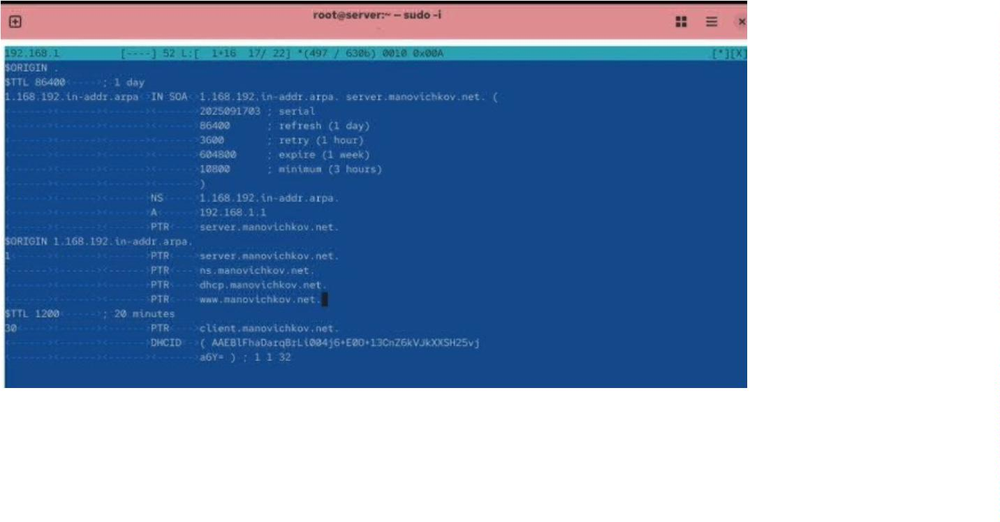 root@server:~ – sudo -i
192.168.1 [----] 52 L:[ 1+16 17/ 22] *(497 / 630b) 0010 0x00A [*][X]
$ORIGIN .
$TTL 86400<----->; 1 day
1.168.192.in-addr.arpa<>IN SOA<>1.168.192.in-addr.arpa. server.manovichkov.net. (
<------><------><------><------>2025091703 ; serial
<------><------><------><------>86400 ; refresh (1 day)
<------><------><------><------>3600 ; retry (1 hour)
<------><------><------><------>604800 ; expire (1 week)
<------><------><------><------>10800 ; minimum (3 hours)
<------><------><------><------>)
<------><------><------>NS<---->1.168.192.in-addr.arpa.
<------><------><------>A<----->192.168.1.1
<------><------><------>PTR<--->server.manovichkov.net.
$ORIGIN 1.168.192.in-addr.arpa.
1<-----><------><------>PTR<--->server.manovichkov.net.
<------><------><------>PTR<--->ns.manovichkov.net.
<------><------><------>PTR<--->dhcp.manovichkov.net.
<------><------><------>PTR<--->www.manovichkov.net.
$TTL 1200<------>; 20 minutes
30<----><------><------>PTR<--->client.manovichkov.net.
<------><------><------>DHCID<->( AAEBlFhaDarqBrLi004j6+E0O+13CnZ6kVJkXXSH25vj
<------><------><------><------>a6Y= ) ; 1 1 32